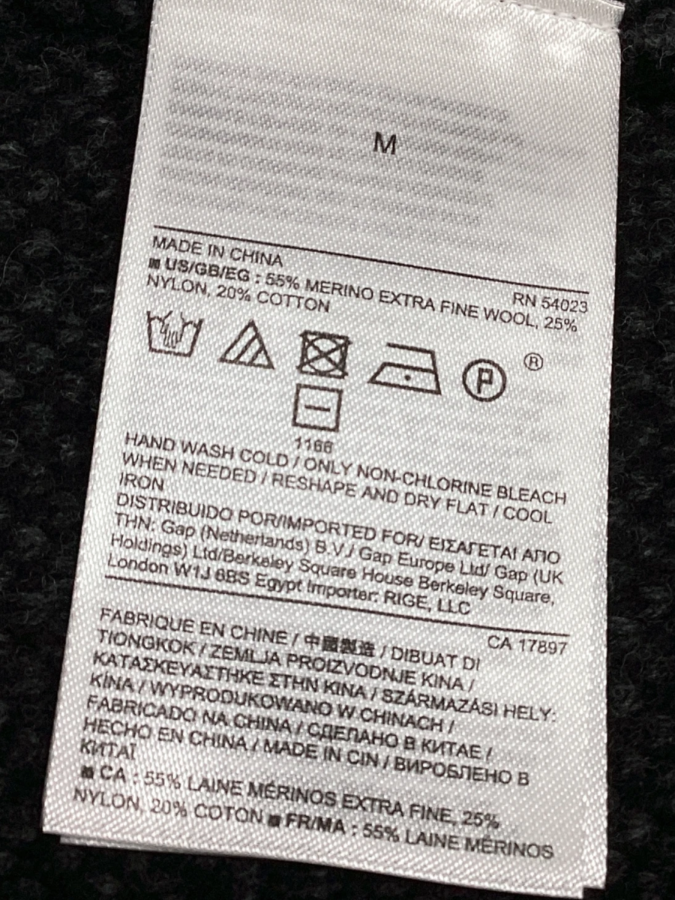 M
MADE IN CHINA RN 54023
■ US/GB/EG : 55% MERINO EXTRA FINE WOOL, 25%
NYLON, 20% COTTON
P ®
1166
HAND WASH COLD / ONLY NON-CHLORINE BLEACH
WHEN NEEDED / RESHAPE AND DRY FLAT / COOL
IRON
DISTRIBUIDO POR/IMPORTED FOR/ ΕΙΣΑΓΕΤΑΙ ΑΠΟ
ΤΗΝ: Gap (Netherlands) B.V./ Gap Europe Ltd/ Gap (UK
Holdings) Ltd/Berkeley Square House Berkeley Square,
London W1J 6BS Egypt Importer: RIGE, LLC
CA 17897
FABRIQUÉ EN CHINE / 中國製造 / DIBUAT DI
TIONGKOK / ZEMLJA PROIZVODNJE KINA /
ΚΑΤΑΣΚΕΥΑΣΤΗΚΕ ΣΤΗΝ ΚΙΝΑ / SZÁRMAZÁSI HELY:
KÍNA / WYPRODUKOWANO W CHINACH /
FABRICADO NA CHINA / СДЕЛАНО В КИТАЕ /
HECHO EN CHINA / MADE IN CIN / ВИРОБЛЕНО В
КИТАЇ
■ CA : 55% LAINE MÉRINOS EXTRA FINE, 25%
NYLON, 20% COTON ■ FR/MA : 55% LAINE MÉRINOS